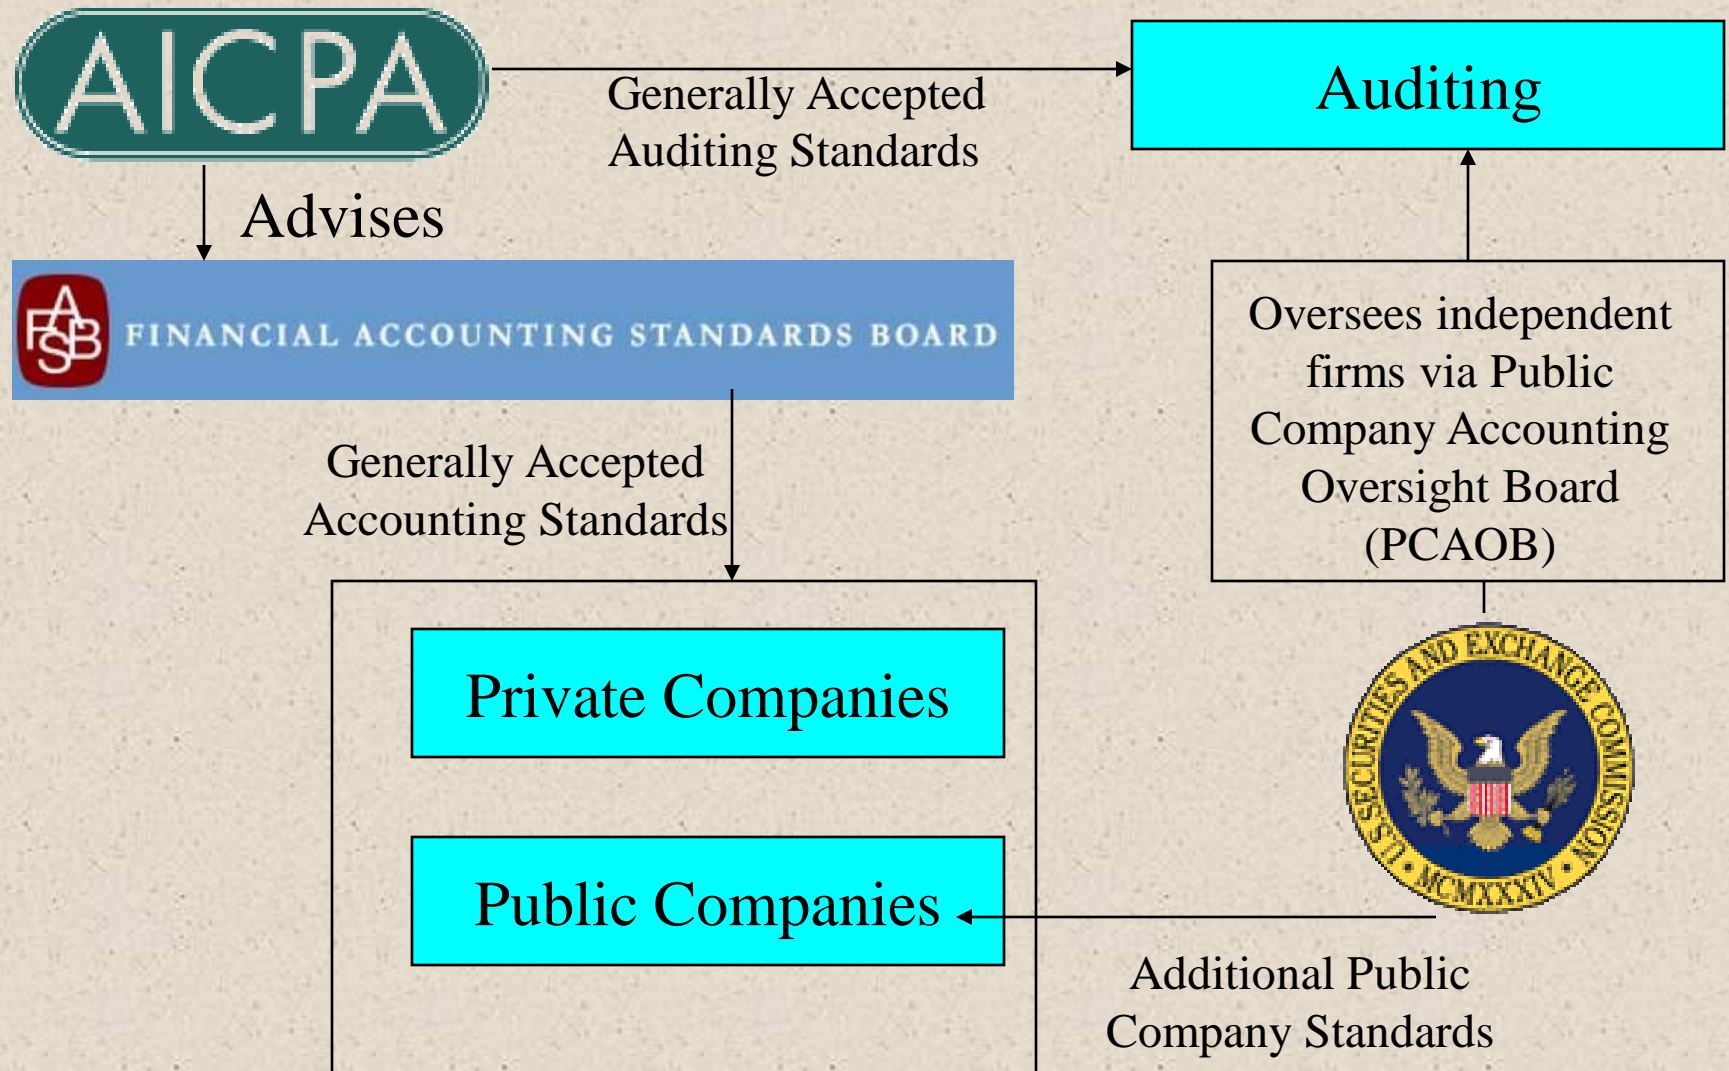 AICPA
Generally Accepted
Auditing Standards
Auditing
Advises
FASB
FINANCIAL ACCOUNTING STANDARDS BOARD
Oversees independent
firms via Public
Company Accounting
Oversight Board
(PCAOB)
Generally Accepted
Accounting Standards
Private Companies
Public Companies
U.S. SECURITIES AND EXCHANGE COMMISSION
MCMXXXIV
Additional Public
Company Standards